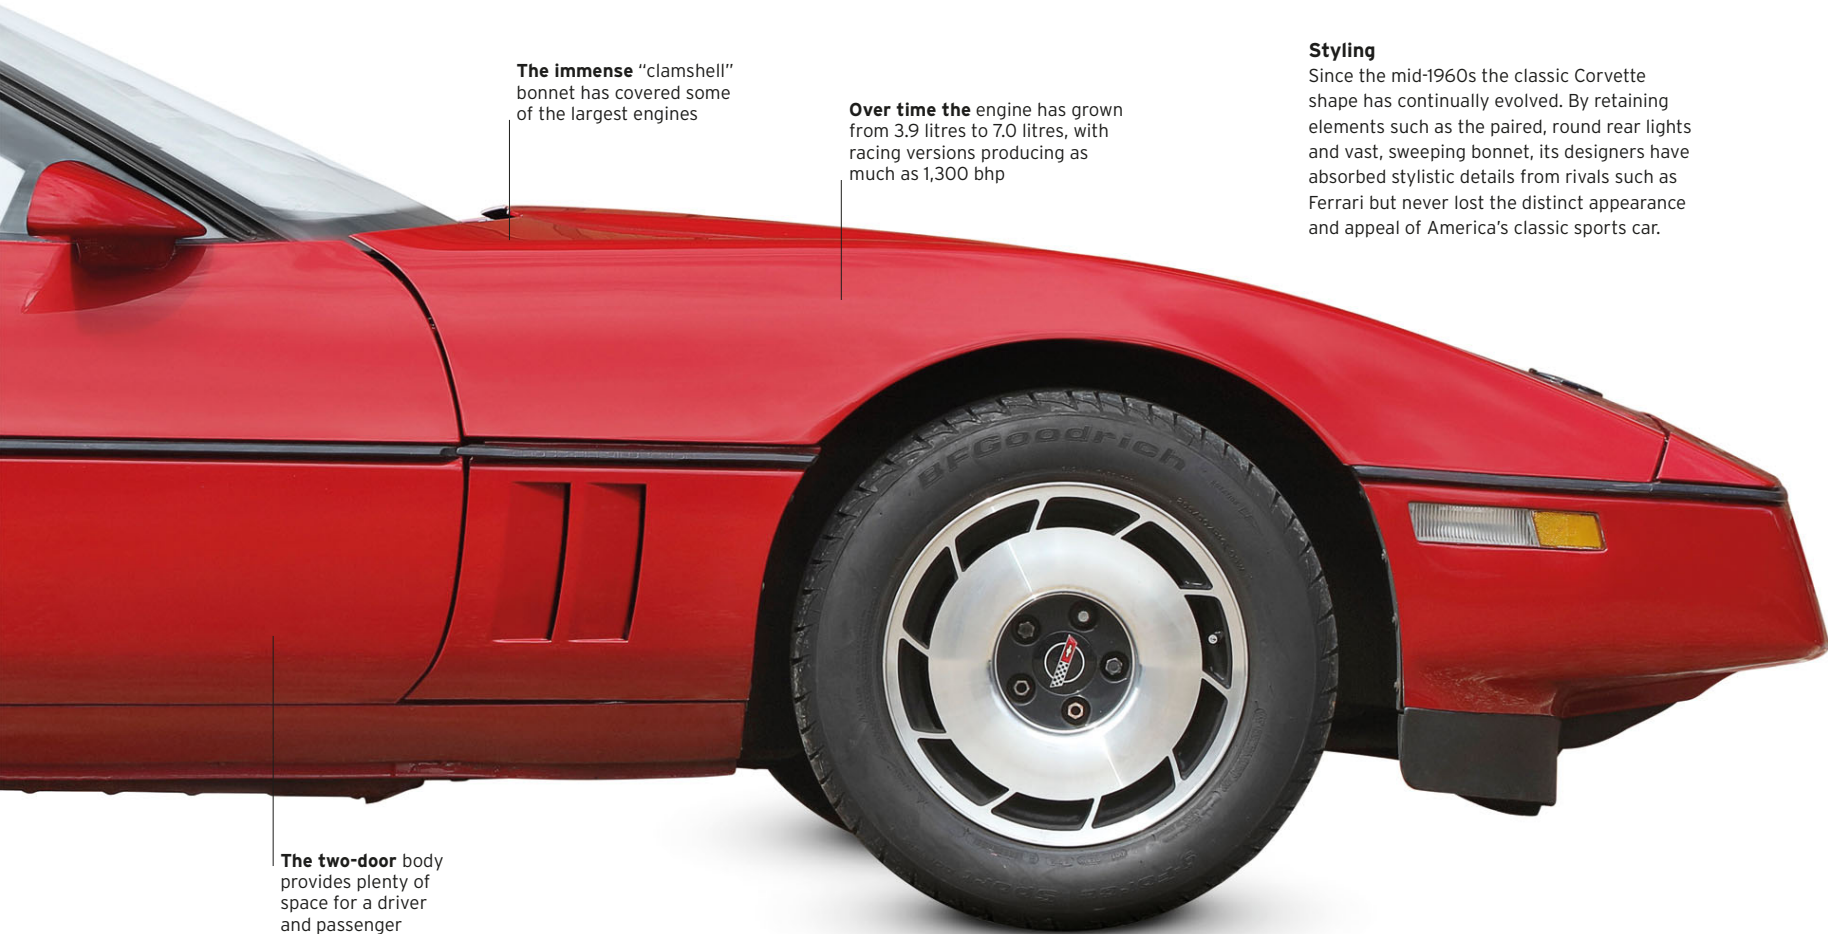 The immense “clamshell”
bonnet has covered some
of the largest engines
Over time the engine has grown
from 3.9 litres to 7.0 litres, with
racing versions producing as
much as 1,300 bhp
Styling
Since the mid-1960s the classic Corvette
shape has continually evolved. By retaining
elements such as the paired, round rear lights
and vast, sweeping bonnet, its designers have
absorbed stylistic details from rivals such as
Ferrari but never lost the distinct appearance
and appeal of America’s classic sports car.
BFGoodrich
The two-door body
provides plenty of
space for a driver
and passenger